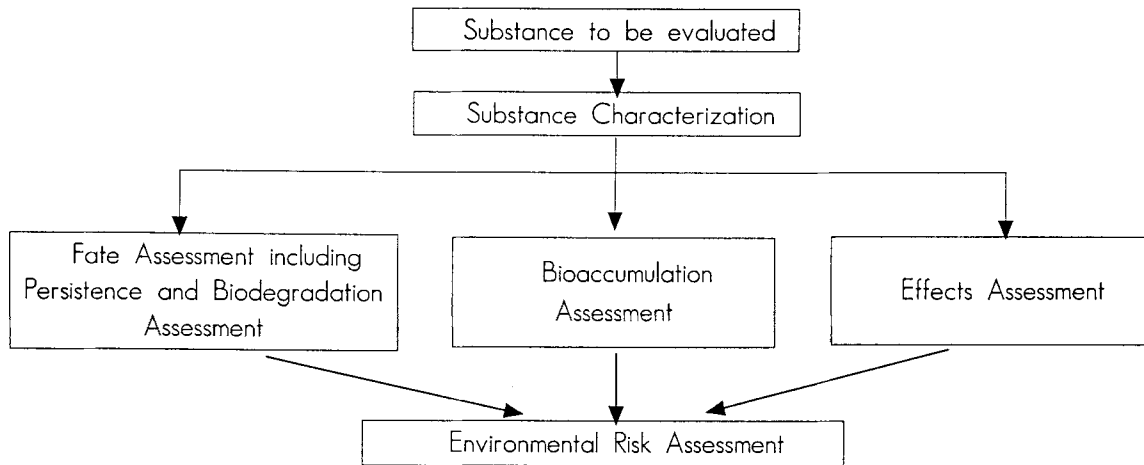 Substance to be evaluated
Substance Characterization
Fate Assessment including
Persistence and Biodegradation
Assessment
Bioaccumulation
Assessment
Effects Assessment
Environmental Risk Assessment